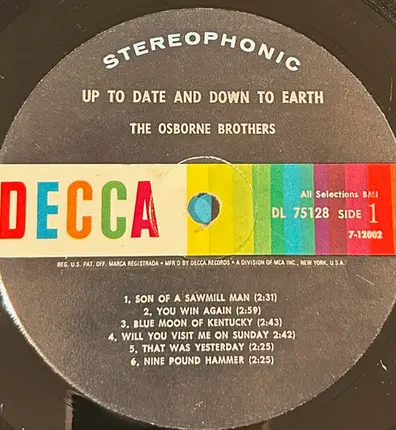 STEREOPHONIC
UP TO DATE AND DOWN TO EARTH
THE OSBORNE BROTHERS
DECCA
All Selections BMI
DL 75128 SIDE 1
7-12002
REG. U.S. PAT. OFF. MARCA REGISTRADA • MFR'D BY DECCA RECORDS • A DIVISION OF MCA INC., NEW YORK, U.S.A.
1, SON OF A SAWMILL MAN (2:31)
2, YOU WIN AGAIN (2:59)
3, BLUE MOON OF KENTUCKY (2:43)
4, WILL YOU VISIT ME ON SUNDAY 2:42)
5, THAT WAS YESTERDAY (2:25)
6, NINE POUND HAMMER (2:25)